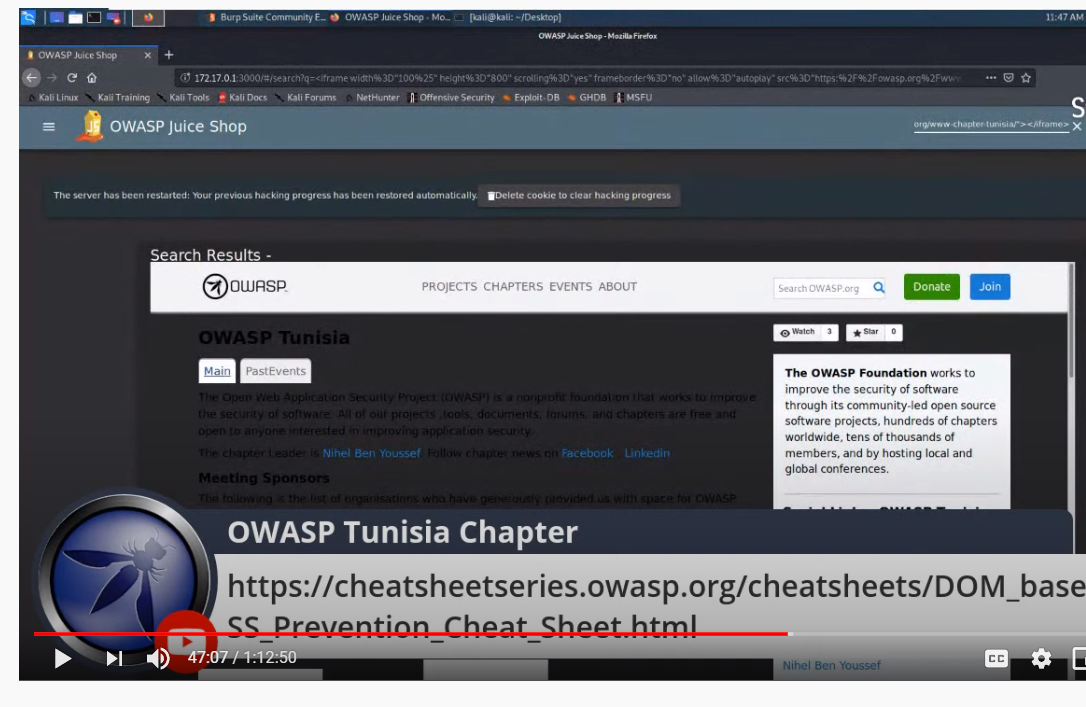 Burp Suite Community E...
OWASP Juice Shop - Mo...
[kali@kali: ~/Desktop]
11:47 AM
OWASP Juice Shop - Mozilla Firefox
OWASP Juice Shop
172.17.0.1:3000/#/search?q=<iframe width%3D"100%25" height%3D"800" scrolling%3D"yes" frameborder%3D"no" allow%3D"autoplay" src%3D"https:%2F%2Fowasp.org%2Fww
Kali Linux Kali Training Kali Tools Kali Docs Kali Forums NetHunter Offensive Security Exploit-DB GHDB MSFU
S
OWASP Juice Shop
org/www-chapter-tunisia/"></iframe>
The server has been restarted: Your previous hacking progress has been restored automatically.
Delete cookie to clear hacking progress
Search Results -
OWASP.
PROJECTS CHAPTERS EVENTS ABOUT
Search OWASP.org
Donate
Join
OWASP Tunisia
Watch 3
Star 0
Main
PastEvents
The Open Web Application Security Project (OWASP) is a nonprofit foundation that works to improve
the security of software. All of our projects ,tools, documents, forums, and chapters are free and
open to anyone interested in improving application security.
The chapter Leader is Nihel Ben Youssef. Follow chapter news on Facebook Linkedin
Meeting Sponsors
The following is the list of organisations who have generously provided us with space for OWASP
The OWASP Foundation works to
improve the security of software
through its community-led open source
software projects, hundreds of chapters
worldwide, tens of thousands of
members, and by hosting local and
global conferences.
OWASP Tunisia Chapter
https://cheatsheetseries.owasp.org/cheatsheets/DOM_base
SS_Prevention_Cheat_Sheet.html
47:07 / 1:12:50
CC
Nihel Ben Youssef